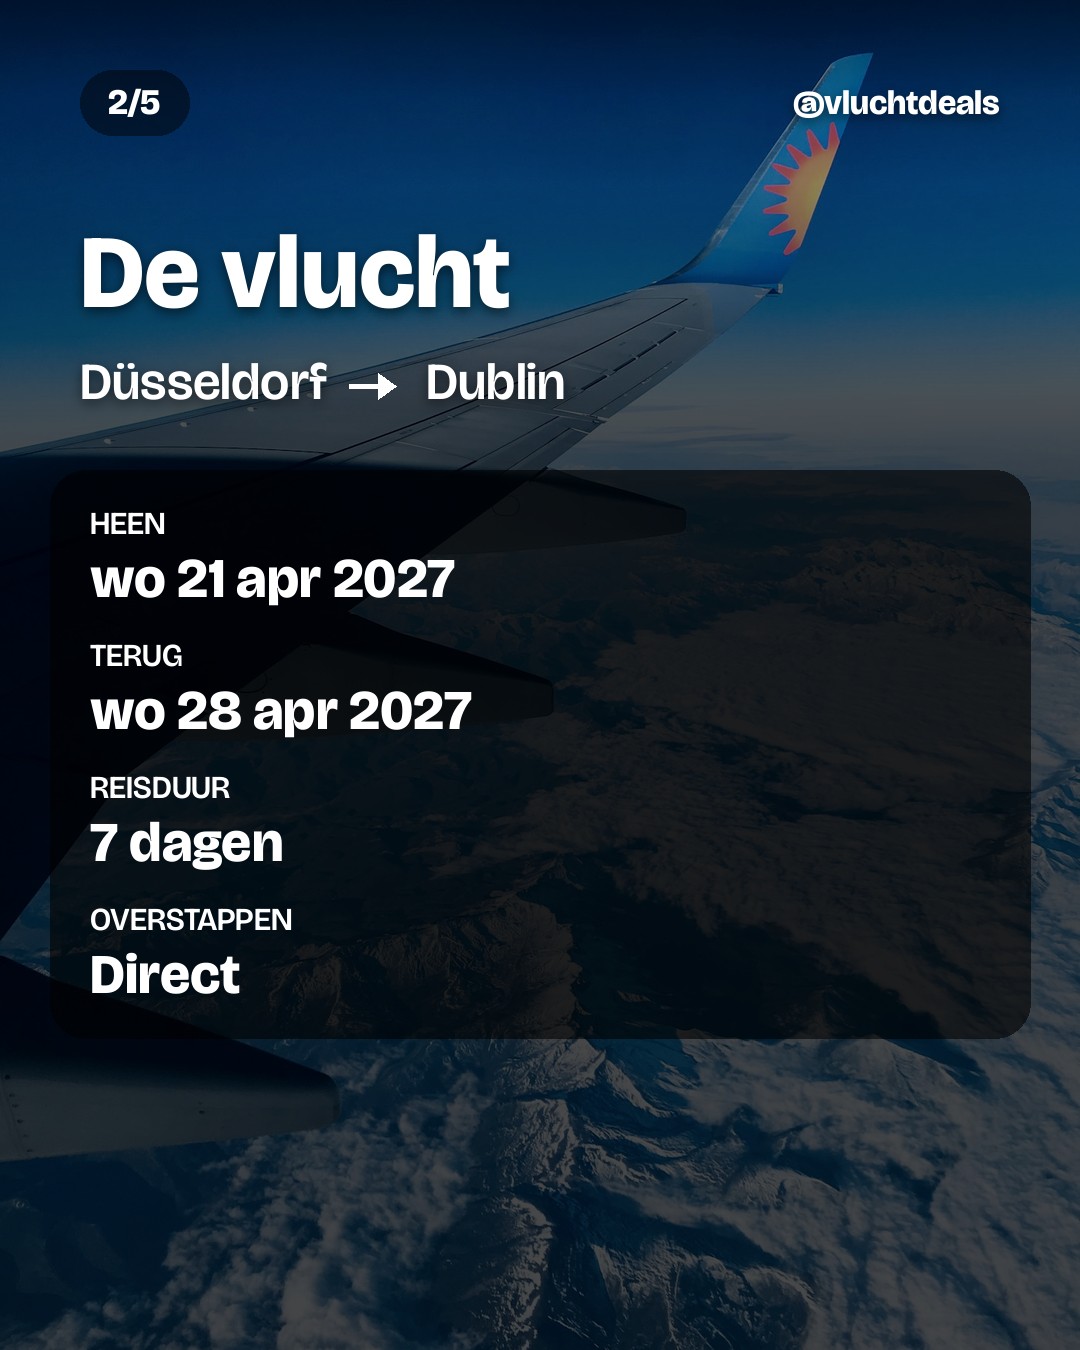 2/5
@vluchtdeals
De vlucht
Düsseldorf → Dublin
HEEN
wo 21 apr 2027
TERUG
wo 28 apr 2027
REISDUUR
7 dagen
OVERSTAPPEN
Direct